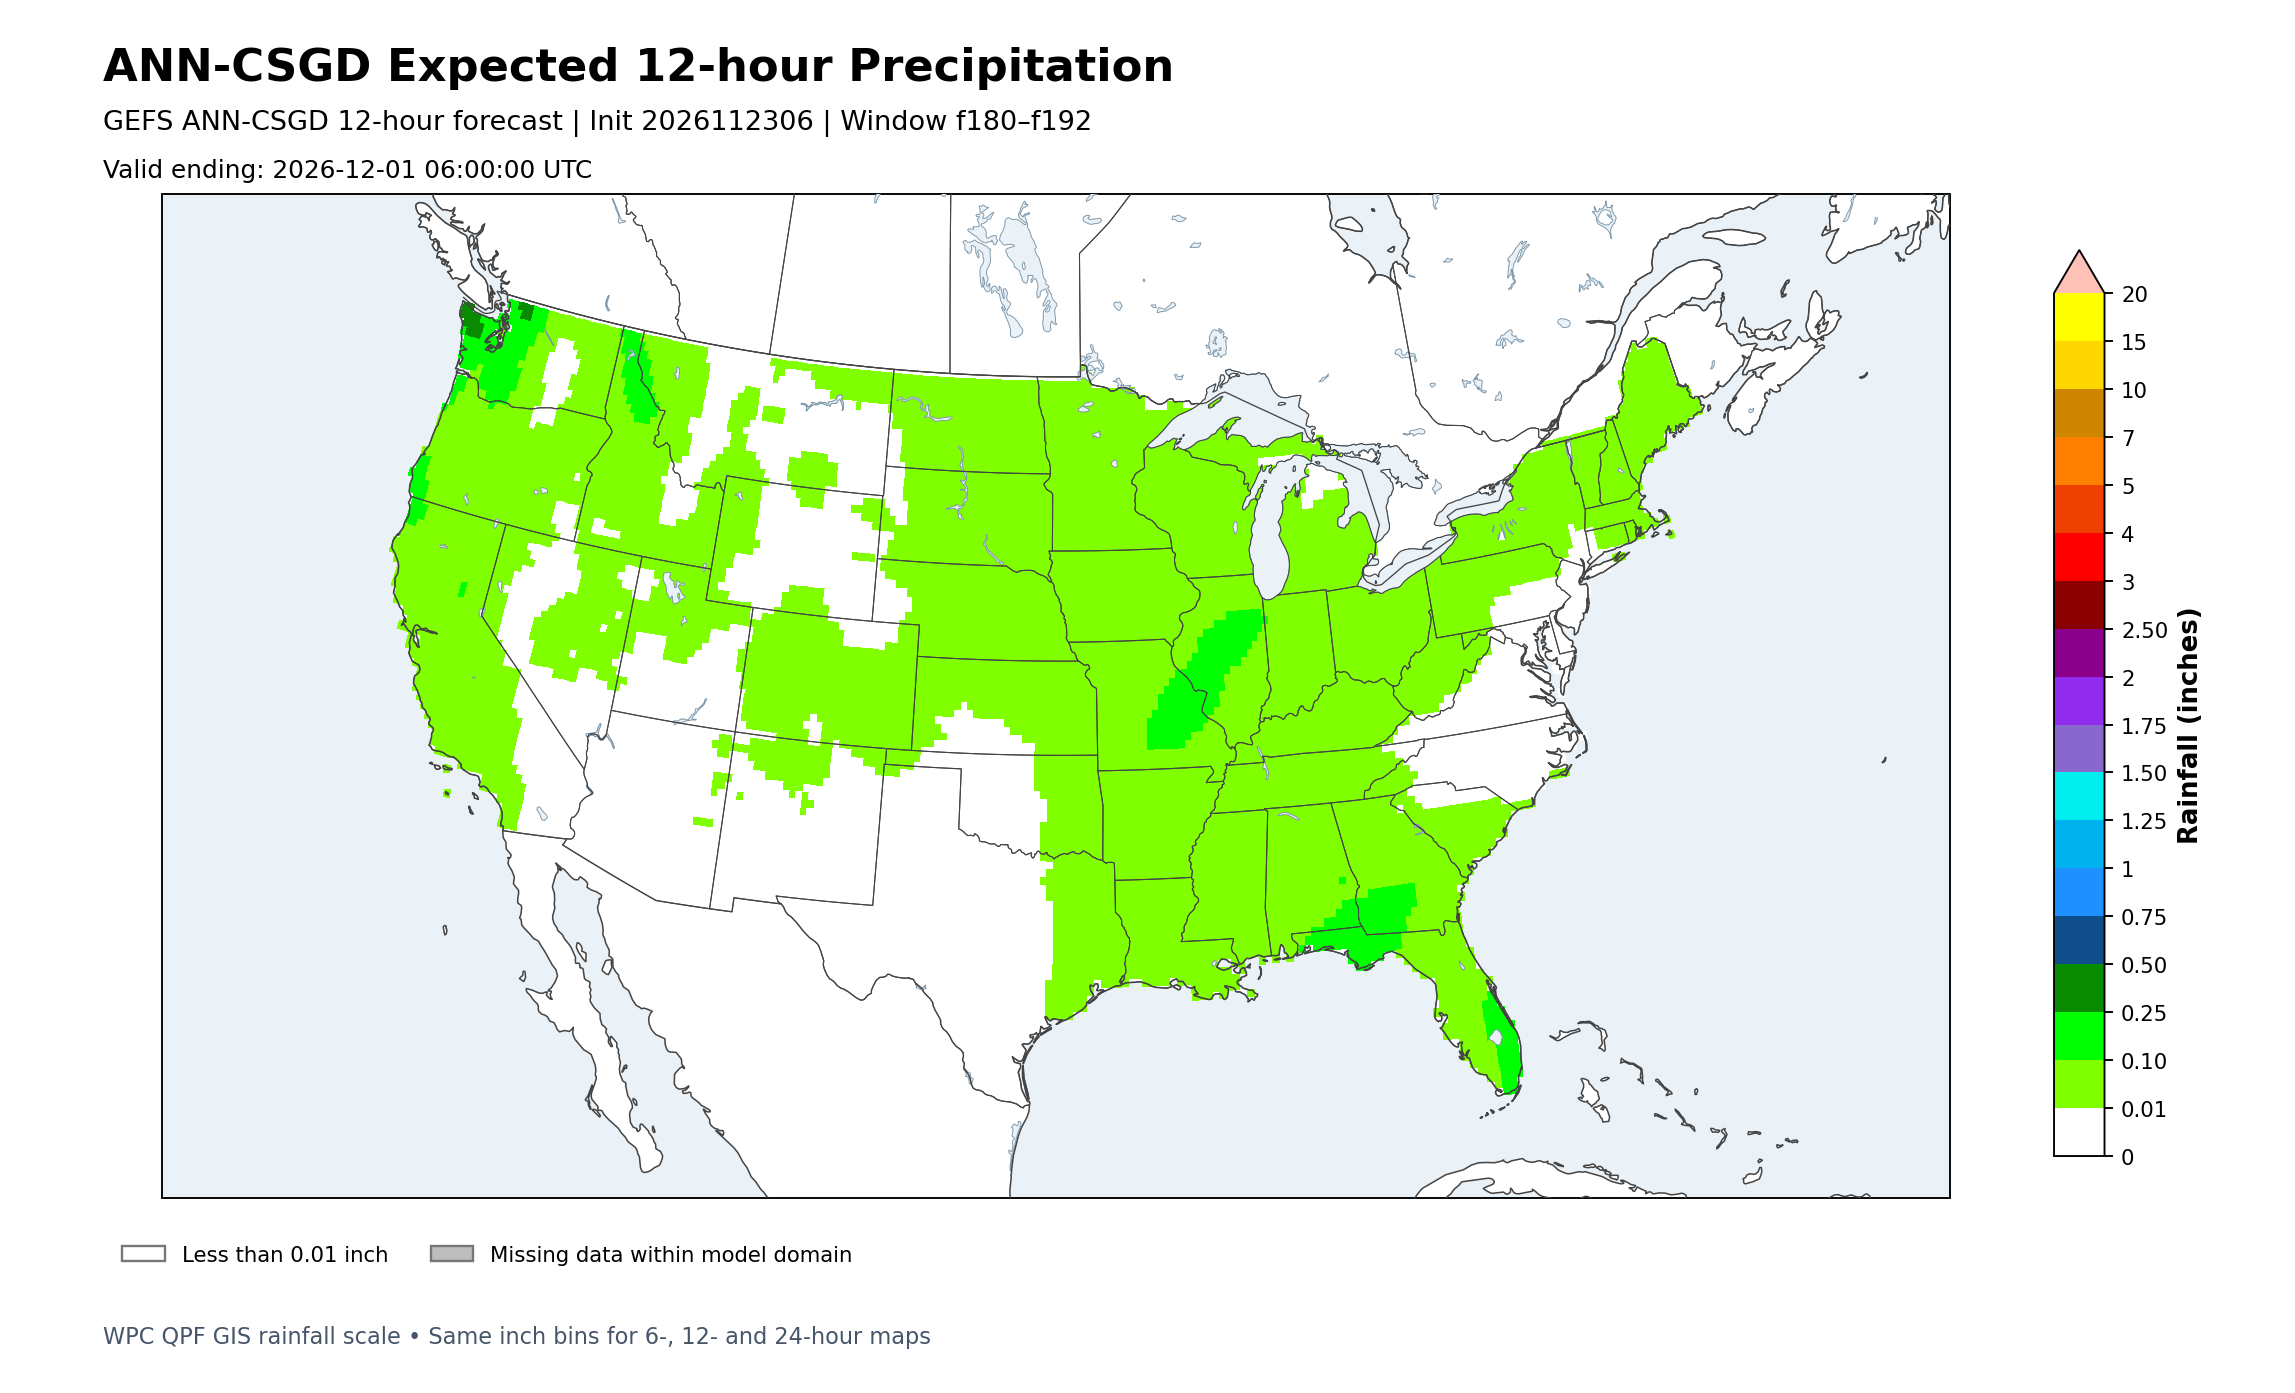 ANN-CSGD Expected 12-hour Precipitation
GEFS ANN-CSGD 12-hour forecast | Init 2026112306 | Window f180–f192
Valid ending: 2026-12-01 06:00:00 UTC
20
15
10
7
5
4
3
2.50
2
1.75
1.50
1.25
1
0.75
0.50
0.25
0.10
0.01
0
Rainfall (inches)
Less than 0.01 inch
Missing data within model domain
WPC QPF GIS rainfall scale • Same inch bins for 6-, 12- and 24-hour maps